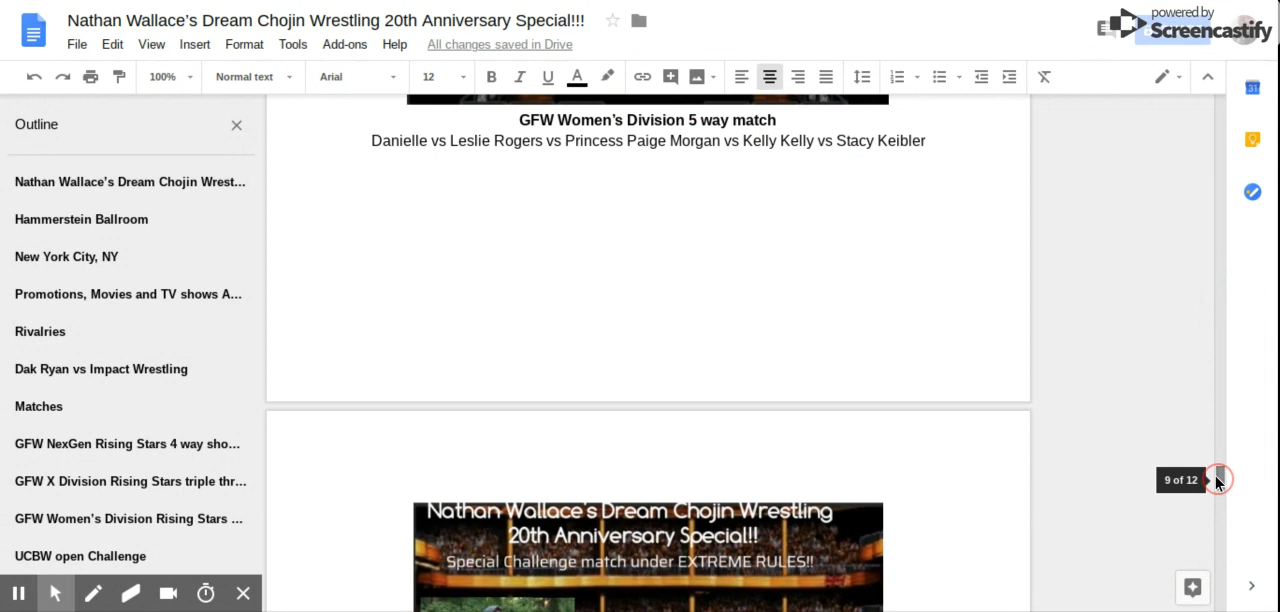 Nathan Wallace's Dream Chojin Wrestling 20th Anniversary Special!!!
powered by
Screencastify
File Edit View Insert Format Tools Add-ons Help All changes saved in Drive
100% Normal text Arial 12 B I U A
31
Outline
Nathan Wallace's Dream Chojin Wrest...
Hammerstein Ballroom
New York City, NY
Promotions, Movies and TV shows A...
Rivalries
Dak Ryan vs Impact Wrestling
Matches
GFW NexGen Rising Stars 4 way sho...
GFW X Division Rising Stars triple thr...
GFW Women's Division Rising Stars ...
UCBW open Challenge
GFW Women's Division 5 way match
Danielle vs Leslie Rogers vs Princess Paige Morgan vs Kelly Kelly vs Stacy Keibler
9 of 12
Nathan Wallace's Dream Chojin Wrestling
20th Anniversary Special!!
Special Challenge match under EXTREME RULES!!